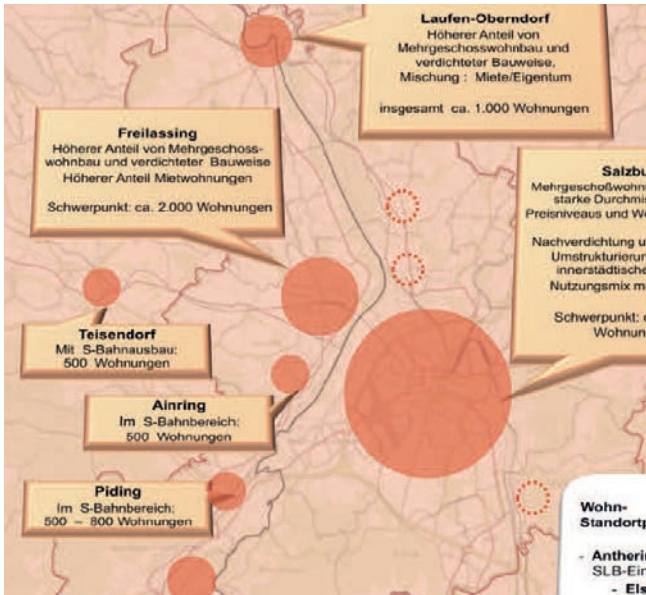 Laufen-Oberndorf
Höherer Anteil von
Mehrgeschosswohnbau und
verdichteter Bauweise,
Mischung : Miete/Eigentum
insgesamt ca. 1.000 Wohnungen
Freilassing
Höherer Anteil von Mehrgeschoss-
wohnbau und verdichteter Bauweise
Höherer Anteil Mietwohnungen
Schwerpunkt: ca. 2.000 Wohnungen
Salzbu
Mehrgeschoßwohn
starke Durchmis
Preisniveaus und Wo
Nachverdichtung u
Umstrukturierun
innerstädtische
Nutzungsmix m
Schwerpunkt: c
Wohnun
Teisendorf
Mit S-Bahnausbau:
500 Wohnungen
Ainring
Im S-Bahnbereich:
500 Wohnungen
Piding
Im S-Bahnbereich:
500 – 800 Wohnungen
Wohn-
Standortp
- Antherin
SLB-Ein
- Els